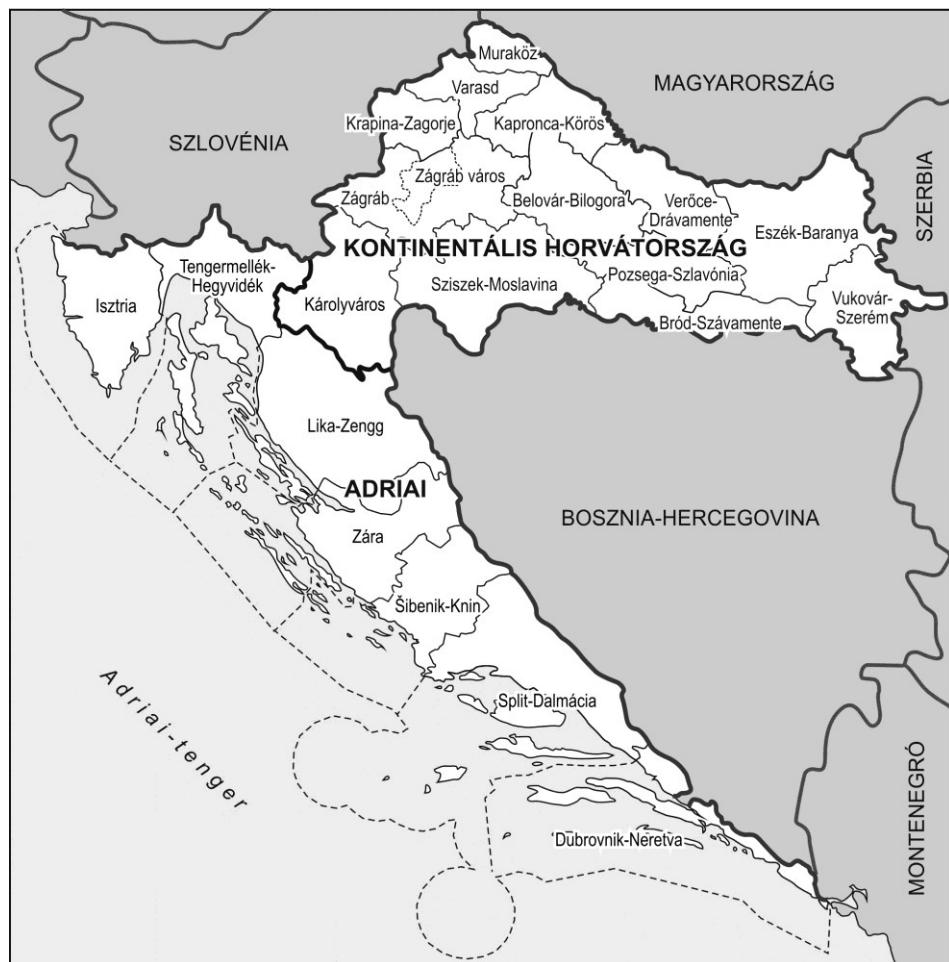 Muraköz
MAGYARORSZÁG
Varasd
Krapina-Zagorje
Kapronca-Körös
SZLOVÉNIA
SZERBIA
Zágráb város
Zágráb
Belovár-Bilogora
Verőce-
Drávamente
Eszék-Baranya
KONTINENTÁLIS HORVÁTORSZÁG
Tengermellék-
Hegyvidék
Pozsega-Szlavónia
Sziszek-Moslavina
Isztria
Károlyváros
Vukovár-
Szerém
Bród-Szávamente
Lika-Zengg
ADRIAI
BOSZNIA-HERCEGOVINA
Zára
Šibenik-Knin
Split-Dalmácia
Adriai-tenger
Dubrovnik-Neretva
MONTENEGRÓ